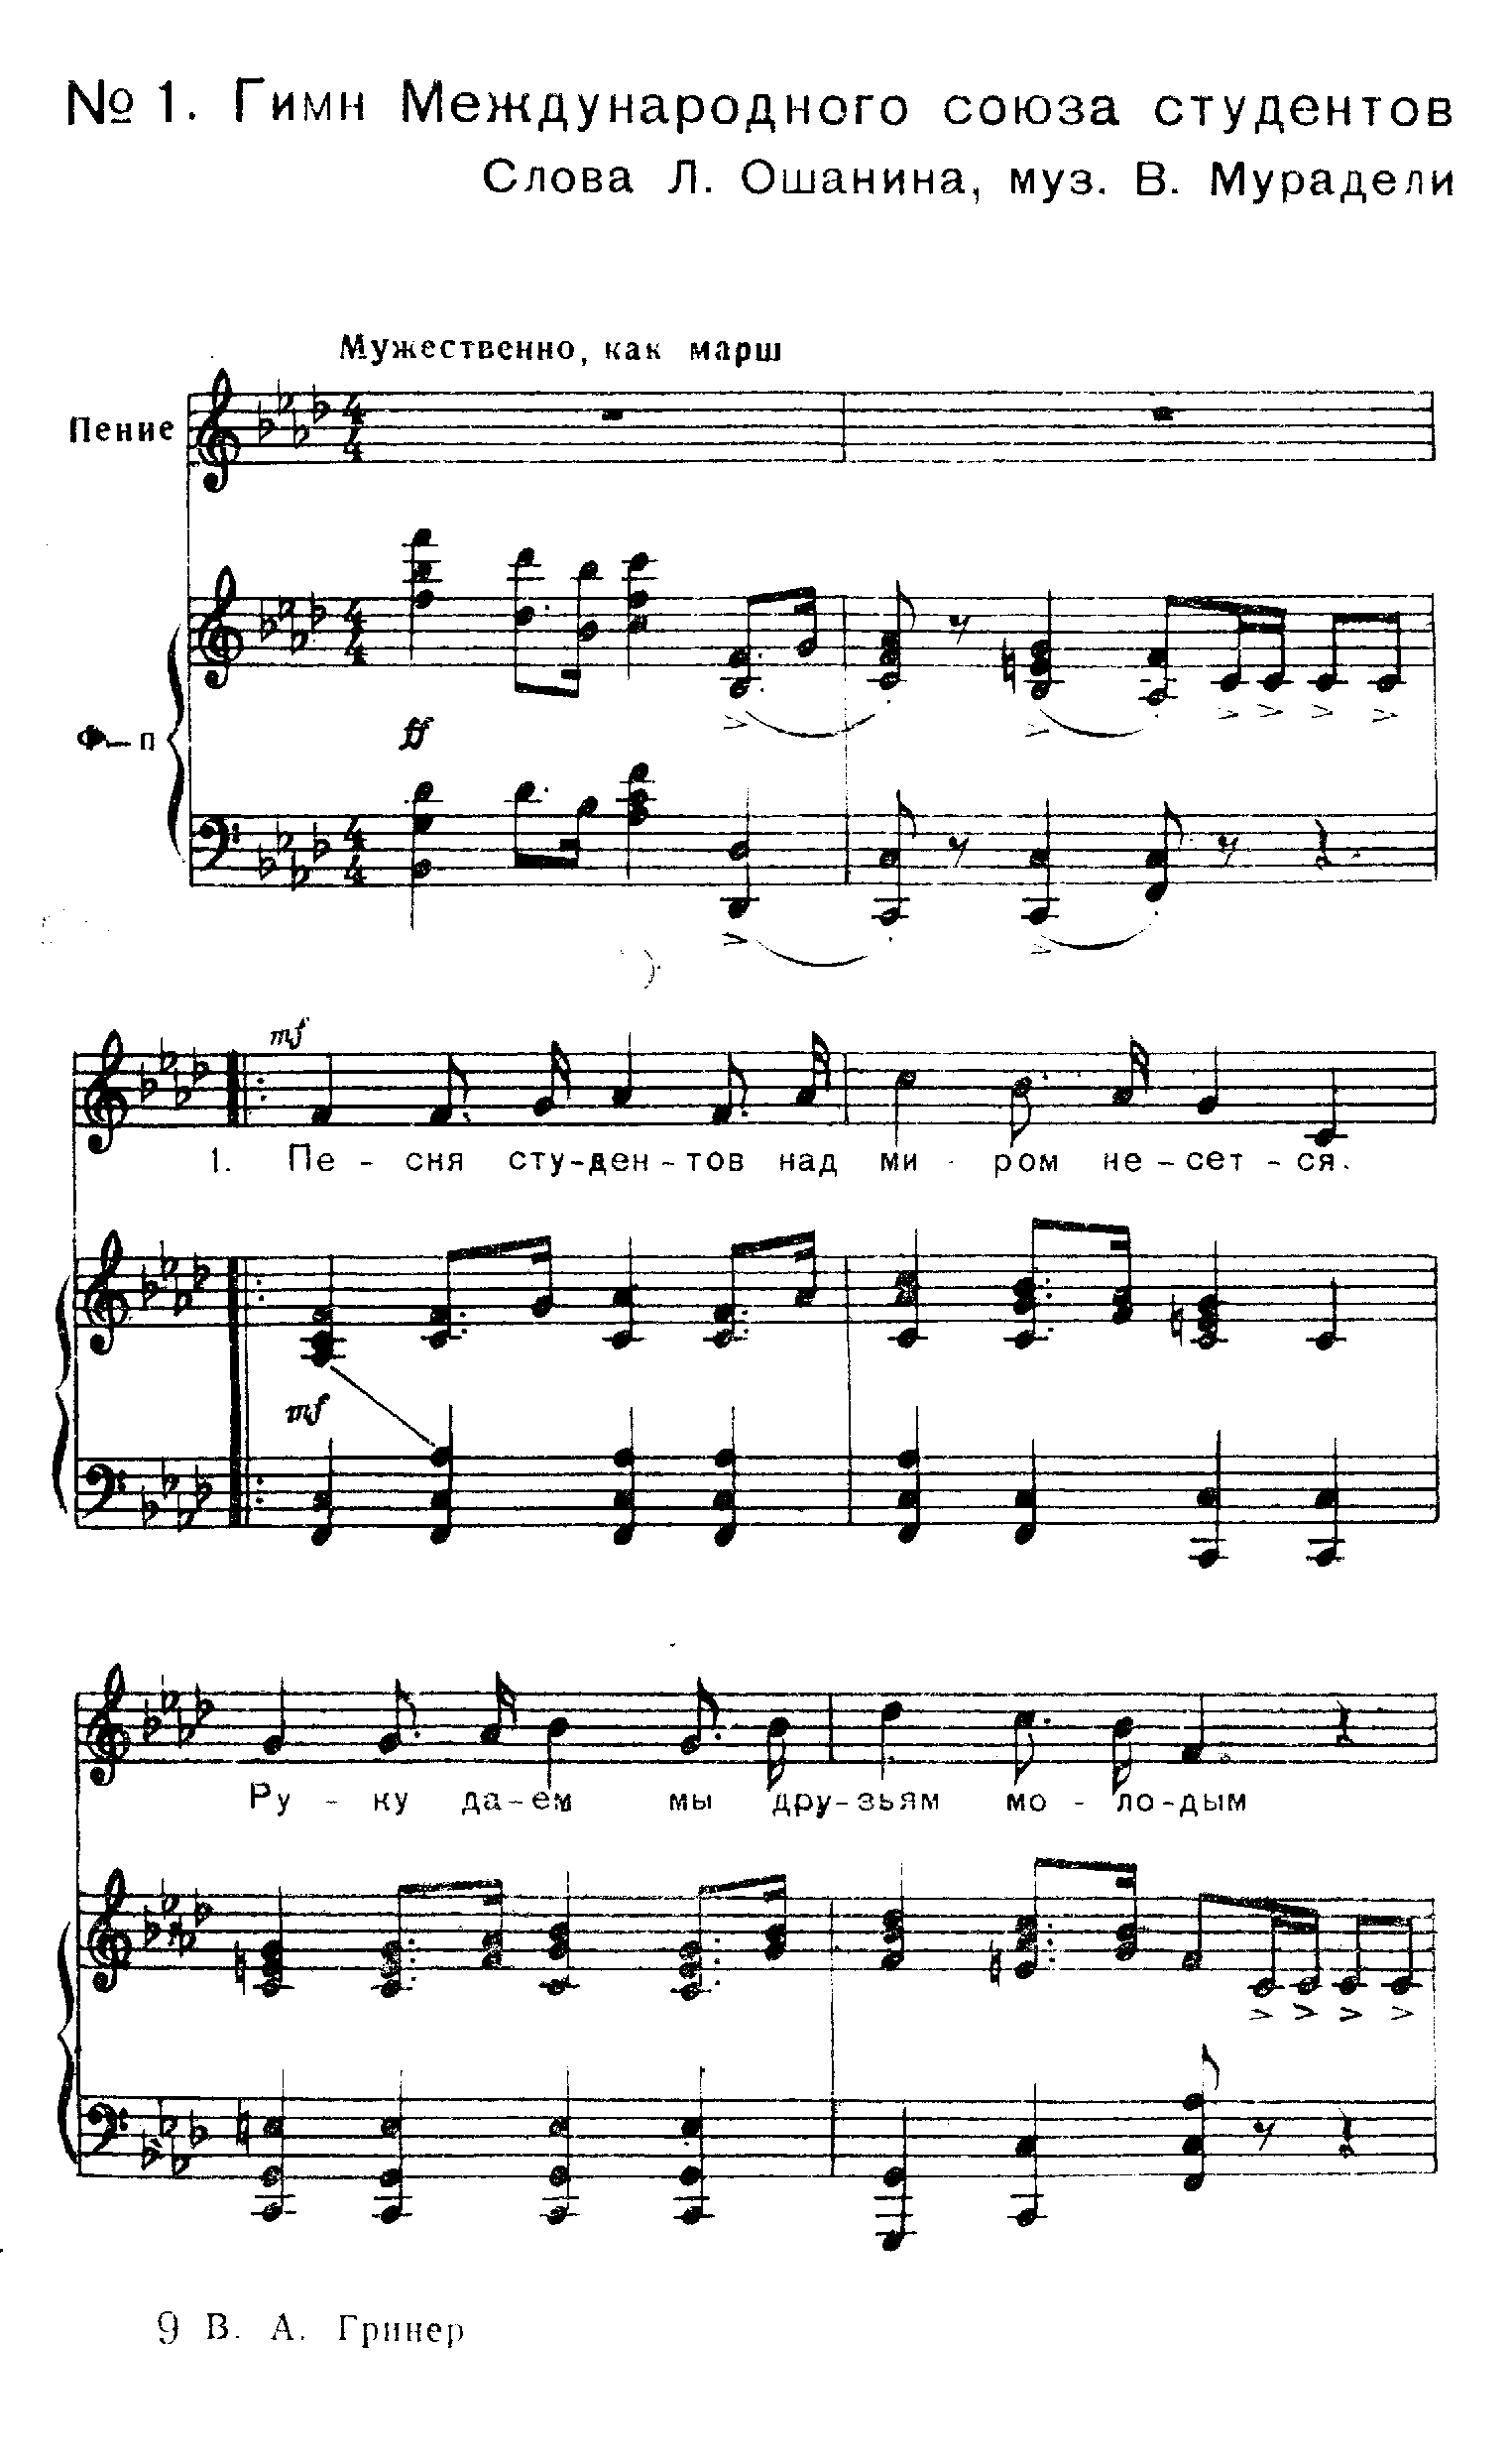 № 1. Гимн Международного союза студентов
Слова Л. Ошанина, муз. В. Мурадели
Мужественно, как марш
Пение
4/4
Ф—п
ff
mf
1. Пе - сня сту-ден-тов над ми - ром не-сет-ся.
mf
Ру - ку да-ем мы дру-зьям мо - ло-дым
9 В. А. Гринер